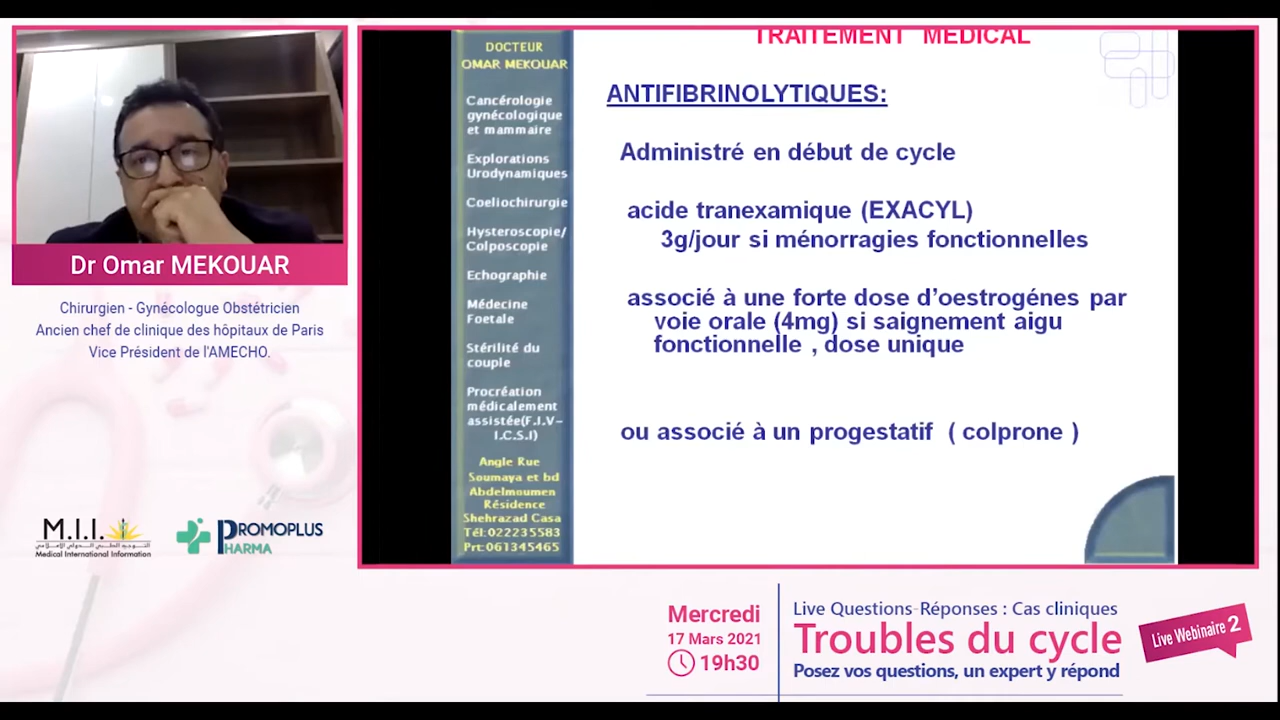 Dr Omar MEKOUAR
Chirurgien - Gynécologue Obstétricien
Ancien chef de clinique des hôpitaux de Paris
Vice Président de l'AMECHO.
M.I.I.
التوجيه الطبي الدولي الإعلامي
Medical International Information
PROMOPLUS
PHARMA
DOCTEUR
OMAR MEKOUAR
Cancérologie
gynécologique
et mammaire
Explorations
Urodynamiques
Coeliochirurgie
Hysteroscopie/
Colposcopie
Echographie
Médecine
Foetale
Stérilité du
couple
Procréation
médicalement
assistée(F.I.V-
I.C.S.I)
Angle Rue
Soumaya et bd
Abdelmoumen
Résidence
Shehrazad Casa
Tél:022235583
Prt:061345465
TRAITEMENT MEDICAL
ANTIFIBRINOLYTIQUES:
Administré en début de cycle
acide tranexamique (EXACYL)
3g/jour si ménorragies fonctionnelles
associé à une forte dose d'oestrogénes par
voie orale (4mg) si saignement aigu
fonctionnelle , dose unique
ou associé à un progestatif ( colprone )
Mercredi
17 Mars 2021
19h30
Live Questions-Réponses : Cas cliniques
Troubles du cycle
Posez vos questions, un expert y répond
Live Webinaire 2